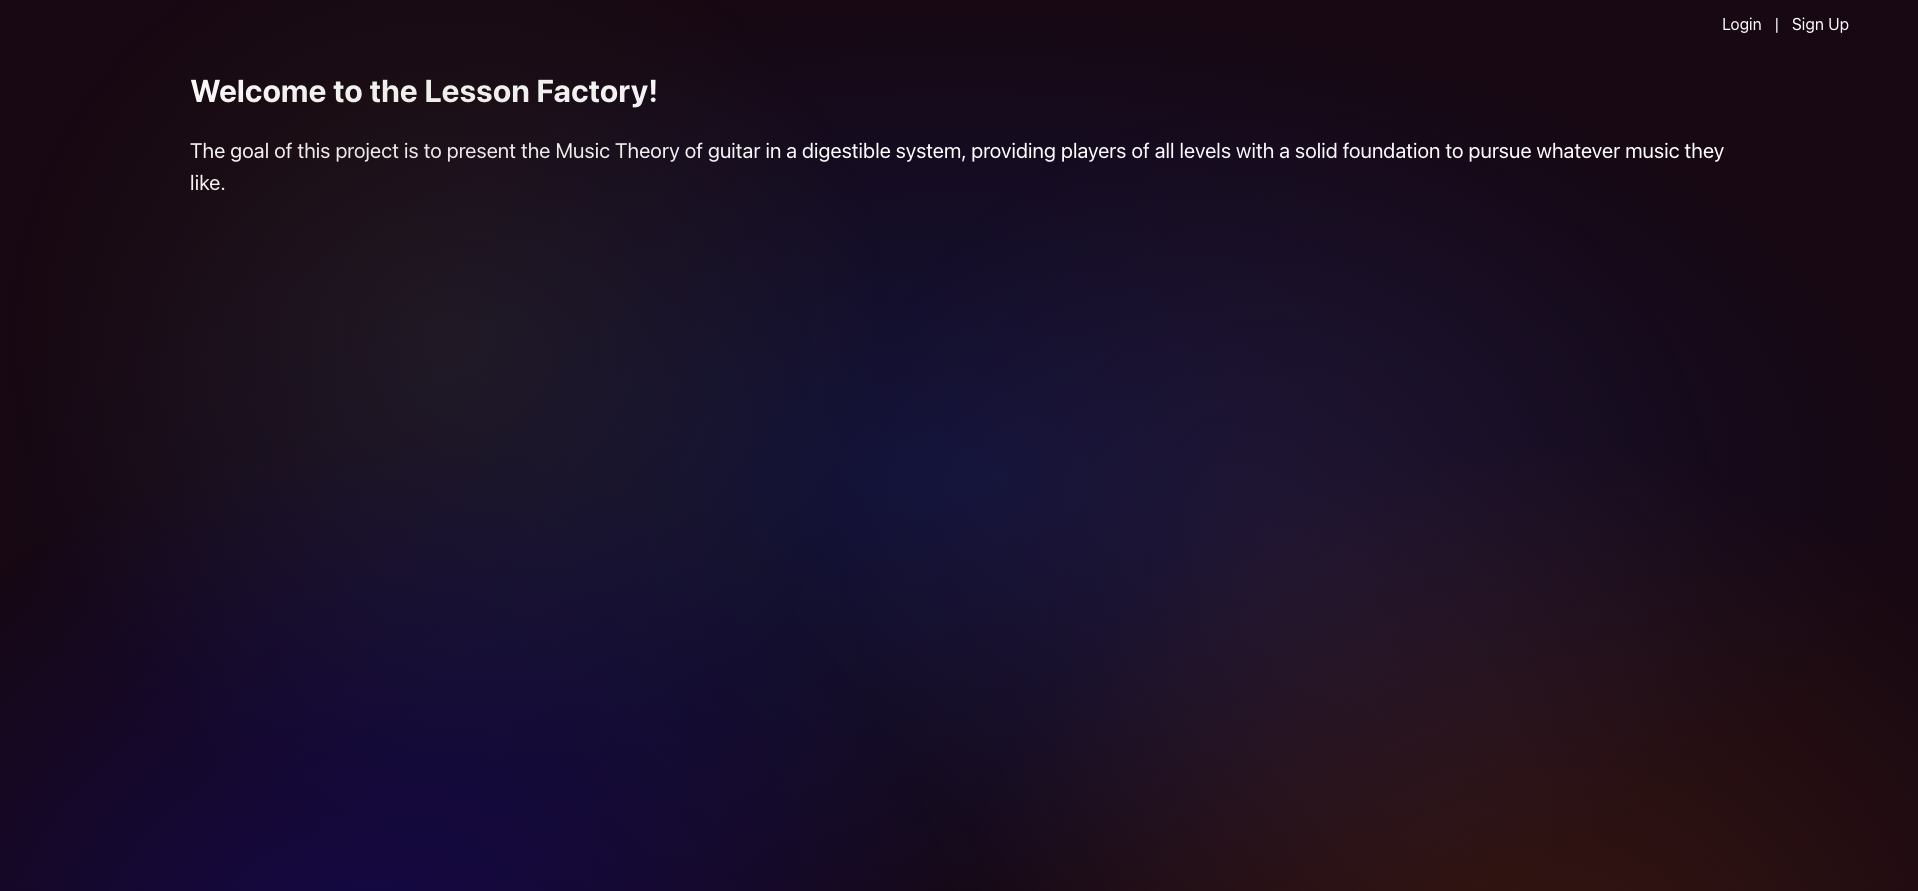 Login | Sign Up
Welcome to the Lesson Factory!
The goal of this project is to present the Music Theory of guitar in a digestible system, providing players of all levels with a solid foundation to pursue whatever music they
like.